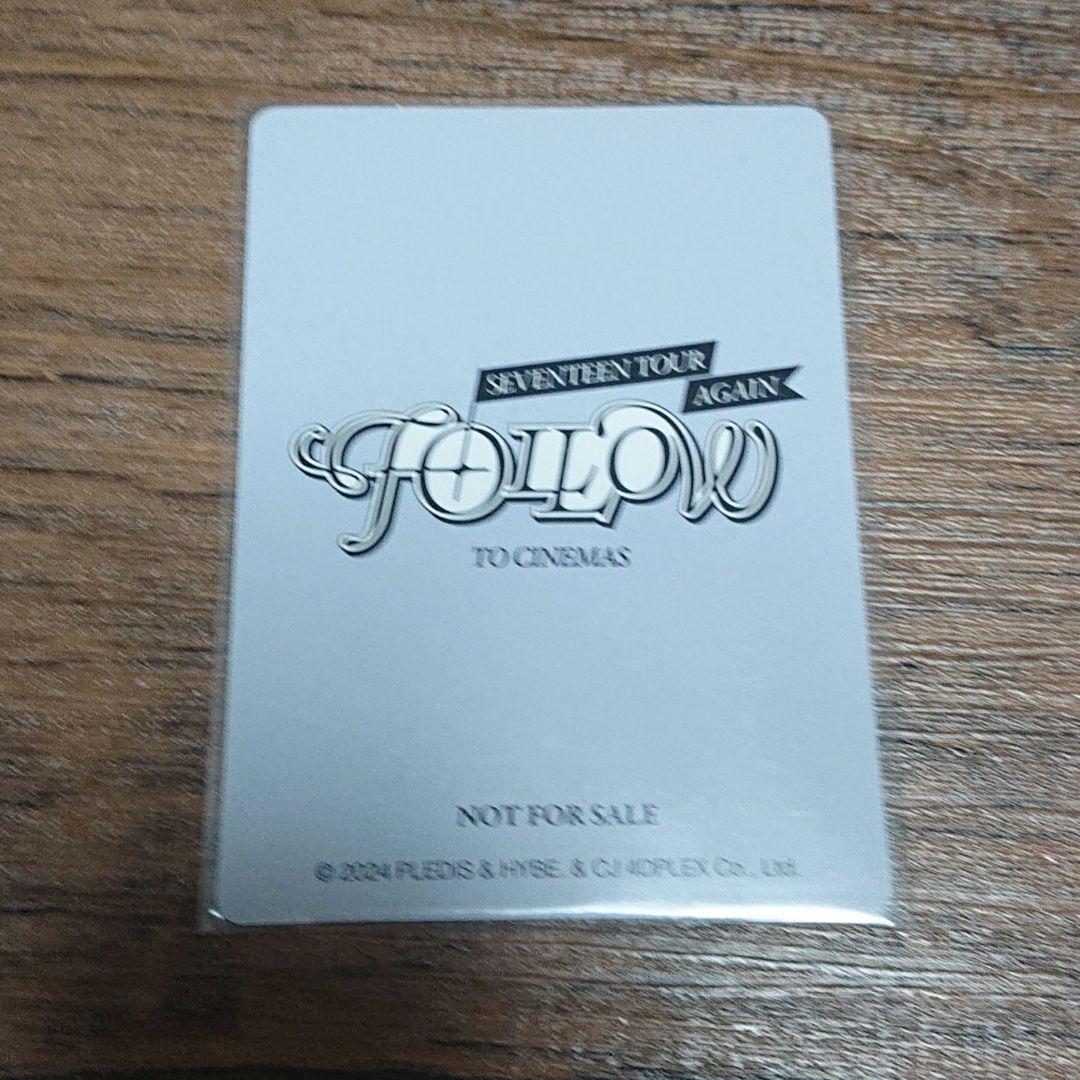 SEVENTEEN TOUR
AGAIN
FOLLOW
TO CINEMAS
NOT FOR SALE
© 2024 PLEDIS & HYBE. & CJ 4DPLEX Co., Ltd.